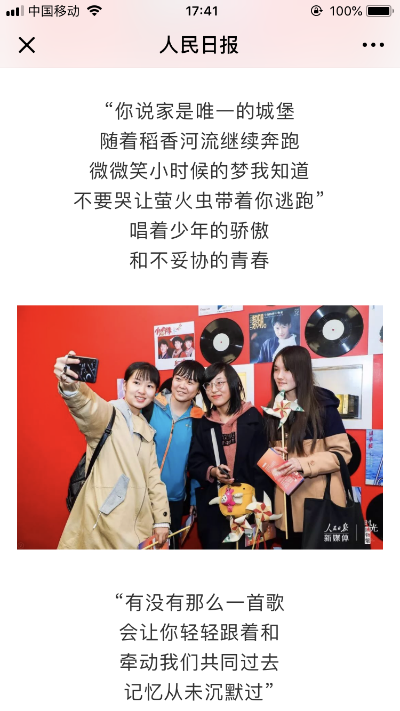 中国移动
17:41
100%
人民日报
“你说家是唯一的城堡
随着稻香河流继续奔跑
微微笑小时候的梦我知道
不要哭让萤火虫带着你逃跑”
唱着少年的骄傲
和不妥协的青春
小虎队
人民日报
新媒体
“有没有那么一首歌
会让你轻轻跟着和
牵动我们共同过去
记忆从未沉默过”